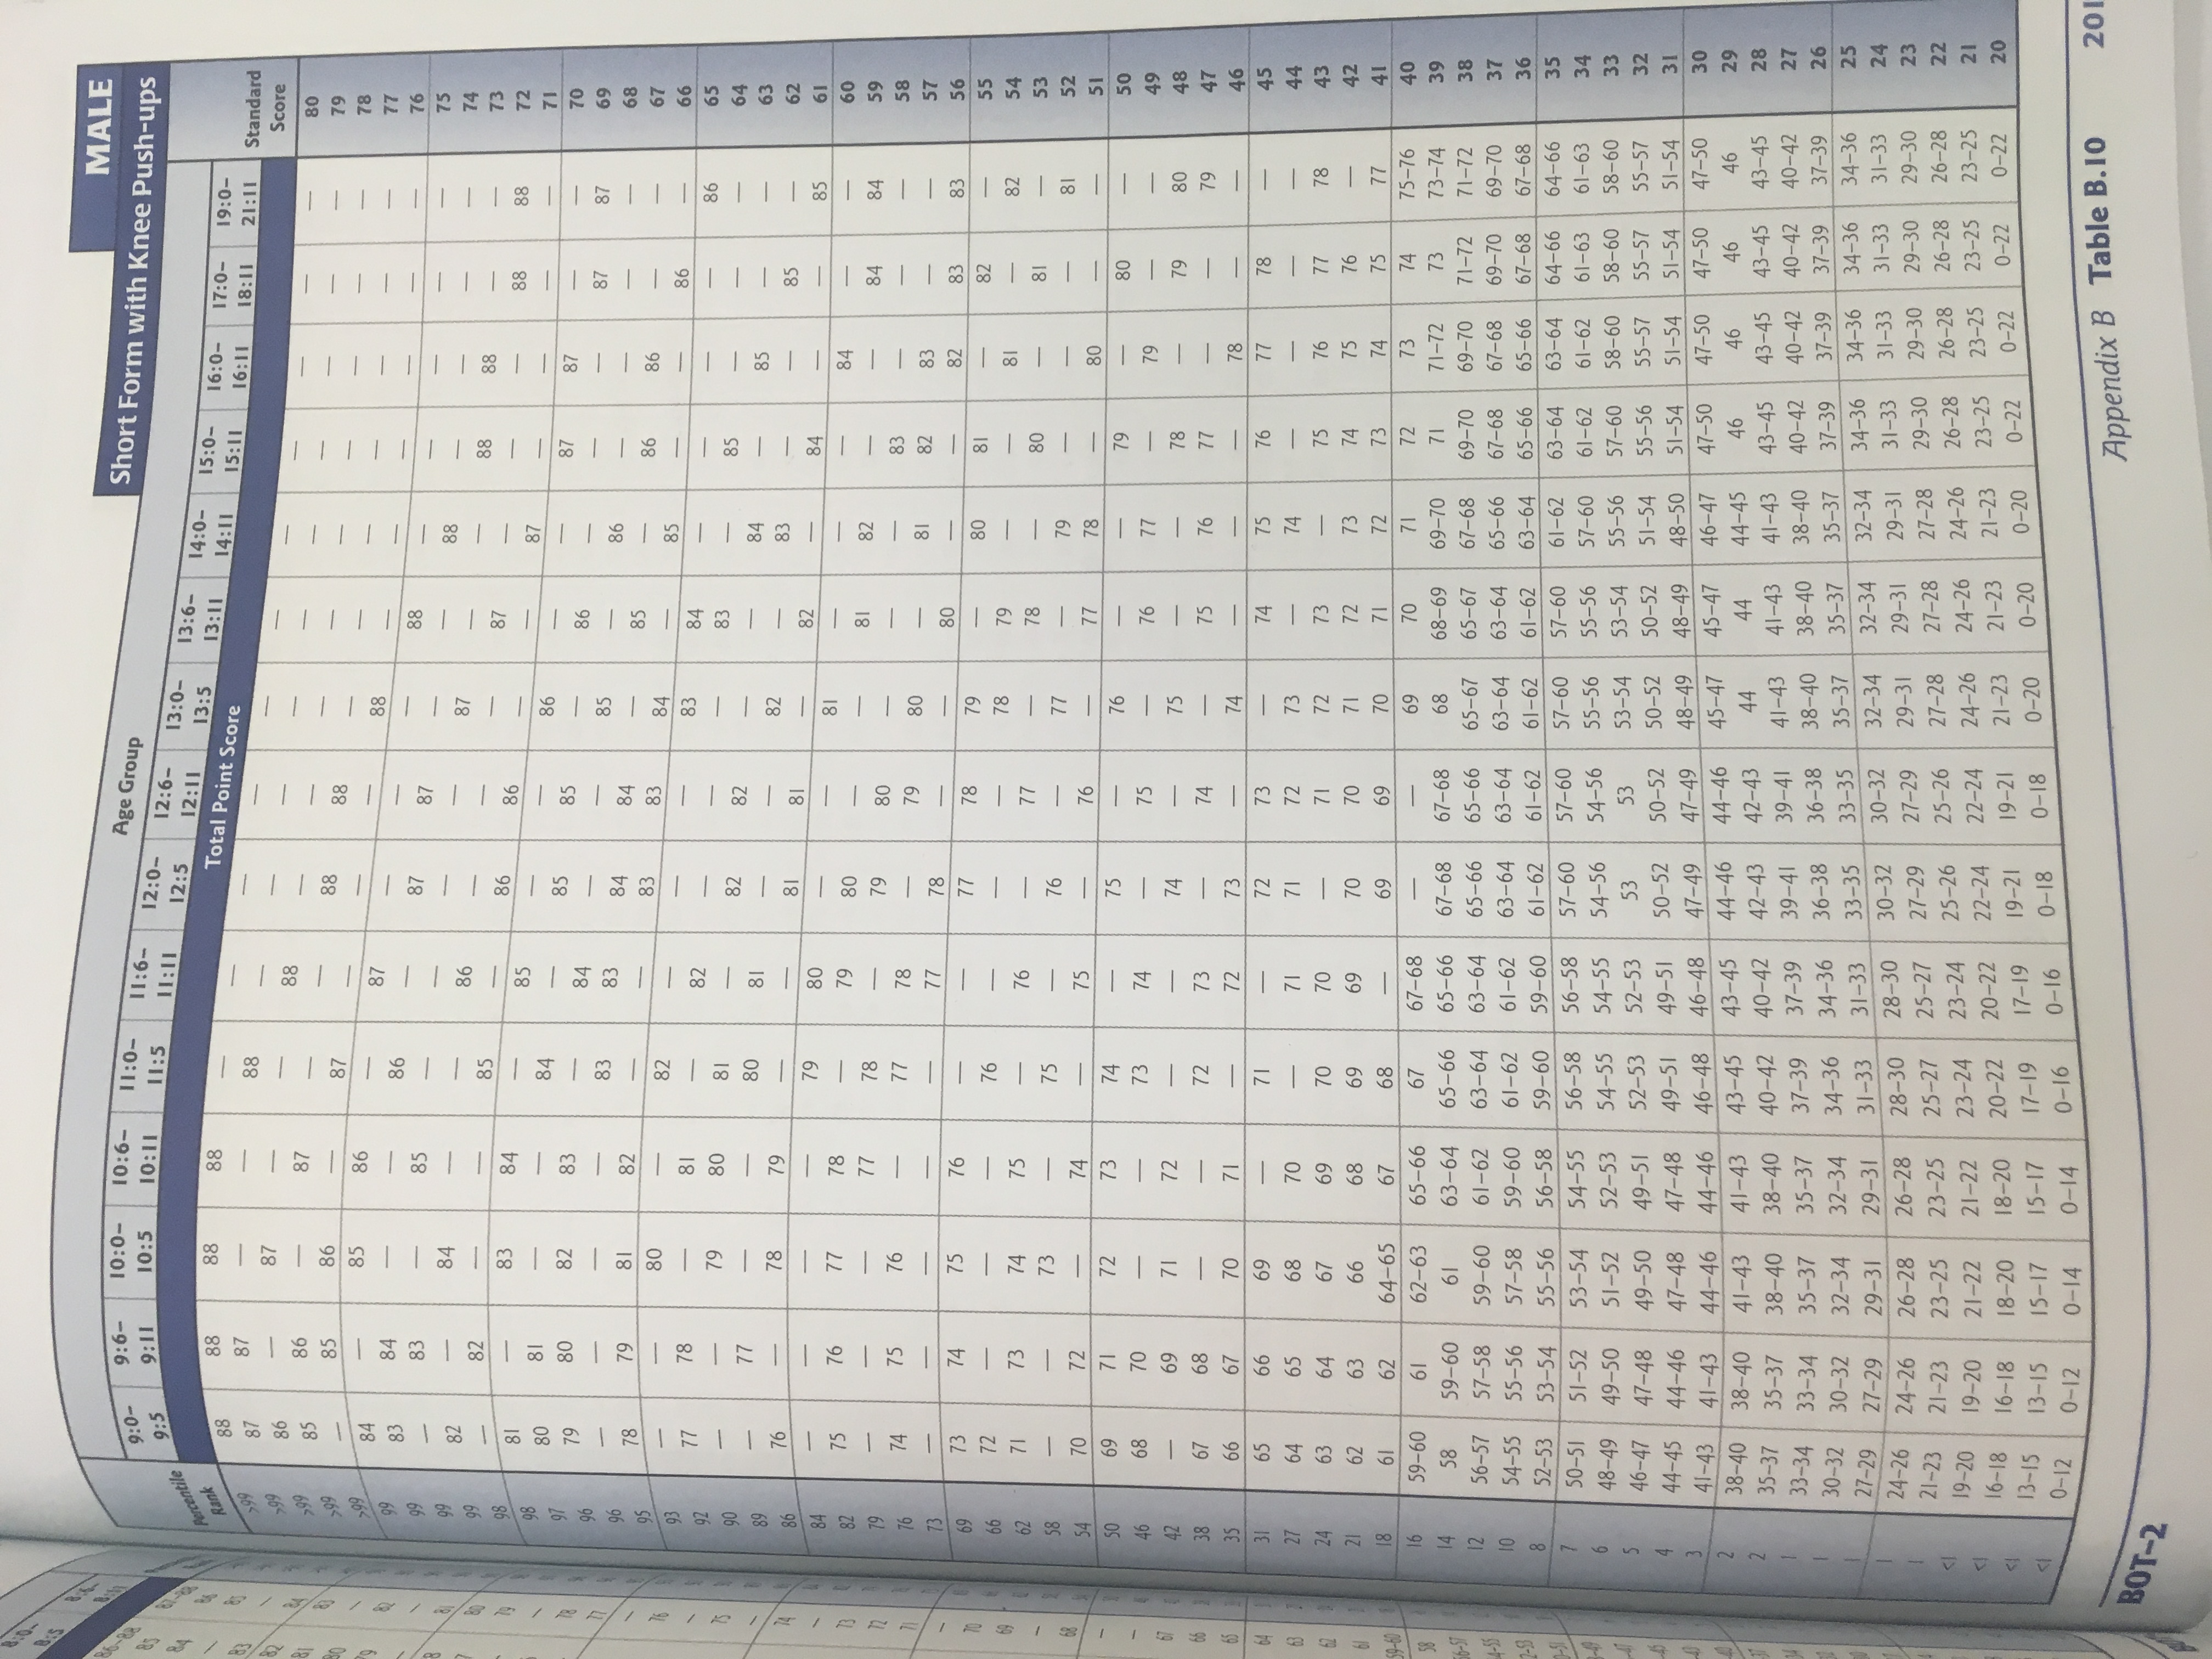 MALE
Short Form with Knee Push-ups
Age Group
Percentile Rank 9:0–9:5 9:6–9:11 10:0–10:5 10:6–10:11 11:0–11:5 11:6–11:11 12:0–12:5 12:6–12:11 13:0–13:5 13:6–13:11 14:0–14:11 15:0–15:11 16:0–16:11 17:0–18:11 19:0–21:11 Standard Score
Total Point Score
>99 88 88 88 88 — — — — — — — — — — — 80
>99 87 87 — — 88 — — — — — — — — — — 79
>99 86 — 87 — — 88 — — — — — — — — — 78
>99 85 86 — 87 — — 88 88 — — — — — — — 77
>99 — 85 86 — 87 — — — 88 — — — — — — 76
99 84 — 85 86 — 87 — — — 88 — — — — — 75
99 83 84 — — 86 — 87 87 — — 88 — — — — 74
99 — 83 — 85 — — — — 87 — — 88 88 — — 73
99 82 — 84 — — 86 — — — 87 — — — 88 88 72
98 — 82 — — 85 — 86 86 — — 87 — — — — 71
98 81 — 83 84 — 85 — — 86 — — 87 87 — — 70
97 80 81 — — 84 — 85 85 — 86 — — — 87 87 69
96 79 80 82 83 — 84 — — 85 — 86 — — — — 68
96 — — — — 83 83 84 84 — 85 — 86 86 — — 67
95 78 79 81 82 — — 83 83 84 — 85 — — 86 — 66
93 — — 80 — 82 — — — 83 84 — — — — 86 65
92 77 78 — 81 — 82 — — — 83 — 85 — — — 64
90 — — 79 80 81 — 82 82 — — 84 — 85 — — 63
89 — 77 — — 80 81 — — 82 — 83 — — 85 — 62
86 76 — 78 79 — — 81 81 — 82 — 84 — — 85 61
84 — — — — 79 80 — — 81 — — — 84 — — 60
82 75 76 77 78 — 79 80 — — 81 82 — — 84 84 59
79 — — — 77 78 — 79 80 — — — 83 — — — 58
76 74 75 76 — 77 78 — 79 80 — 81 82 83 — — 57
73 — — — — — 77 78 — — 80 — — 82 83 83 56
69 73 74 75 76 — — 77 78 79 — 80 81 — 82 — 55
66 72 — — — 76 — — — 78 79 — — 81 — 82 54
62 71 73 74 75 — 76 — 77 — 78 — 80 — 81 — 53
58 — — 73 — 75 — 76 — 77 — 79 — — — 81 52
54 70 72 — 74 — 75 — 76 — 77 78 — 80 — — 51
50 69 71 72 73 74 — 75 — 76 — — 79 — 80 — 50
46 68 70 — — 73 74 — 75 — 76 77 — 79 — — 49
42 — 69 71 72 — — 74 — 75 — — 78 — 79 80 48
38 67 68 — — 72 73 — 74 — 75 76 77 — — 79 47
35 66 67 70 71 — 72 73 — 74 — — — 78 — — 46
31 65 66 69 — 71 — 72 73 — 74 75 76 77 78 — 45
27 64 65 68 70 — 71 71 72 73 — 74 — — — — 44
24 63 64 67 69 70 70 — 71 72 73 — 75 76 77 78 43
21 62 63 66 68 69 69 70 70 71 72 73 74 75 76 — 42
18 61 62 64–65 67 68 — 69 69 70 71 72 73 74 75 77 41
16 59–60 61 62–63 65–66 67 67–68 — — 69 70 71 72 73 74 75–76 40
14 58 59–60 61 63–64 65–66 65–66 67–68 67–68 68 68–69 69–70 71 71–72 73 73–74 39
12 56–57 57–58 59–60 61–62 63–64 63–64 65–66 65–66 65–67 65–67 67–68 69–70 69–70 71–72 71–72 38
10 54–55 55–56 57–58 59–60 61–62 61–62 63–64 63–64 63–64 63–64 65–66 67–68 67–68 69–70 69–70 37
8 52–53 53–54 55–56 56–58 59–60 59–60 61–62 61–62 61–62 61–62 63–64 65–66 65–66 67–68 67–68 36
7 50–51 51–52 53–54 54–55 56–58 56–58 57–60 57–60 57–60 57–60 61–62 63–64 63–64 64–66 64–66 35
6 48–49 49–50 51–52 52–53 54–55 54–55 54–56 54–56 55–56 55–56 57–60 61–62 61–62 61–63 61–63 34
5 46–47 47–48 49–50 49–51 52–53 52–53 53 53 53–54 53–54 55–56 57–60 58–60 58–60 58–60 33
4 44–45 44–46 47–48 47–48 49–51 49–51 50–52 50–52 50–52 50–52 51–54 55–56 55–57 55–57 55–57 32
3 41–43 41–43 44–46 44–46 46–48 46–48 47–49 47–49 48–49 48–49 48–50 51–54 51–54 51–54 51–54 31
2 38–40 38–40 41–43 41–43 43–45 43–45 44–46 44–46 45–47 45–47 46–47 47–50 47–50 47–50 47–50 30
2 35–37 35–37 38–40 38–40 40–42 40–42 42–43 42–43 44 44 44–45 46 46 46 46 29
1 33–34 33–34 35–37 35–37 37–39 37–39 39–41 39–41 41–43 41–43 41–43 43–45 43–45 43–45 43–45 28
1 30–32 30–32 32–34 32–34 34–36 34–36 36–38 36–38 38–40 38–40 38–40 40–42 40–42 40–42 40–42 27
1 27–29 27–29 29–31 29–31 31–33 31–33 33–35 33–35 35–37 35–37 35–37 37–39 37–39 37–39 37–39 26
1 24–26 24–26 26–28 26–28 28–30 28–30 30–32 30–32 32–34 32–34 32–34 34–36 34–36 34–36 34–36 25
1 21–23 21–23 23–25 23–25 25–27 25–27 27–29 27–29 29–31 29–31 29–31 31–33 31–33 31–33 31–33 24
<1 19–20 19–20 21–22 21–22 23–24 23–24 25–26 25–26 27–28 27–28 27–28 29–30 29–30 29–30 29–30 23
<1 16–18 16–18 18–20 18–20 20–22 20–22 22–24 22–24 24–26 24–26 24–26 26–28 26–28 26–28 26–28 22
<1 13–15 13–15 15–17 15–17 17–19 17–19 19–21 19–21 21–23 21–23 21–23 23–25 23–25 23–25 23–25 21
<1 0–12 0–12 0–14 0–14 0–16 0–16 0–18 0–18 0–20 0–20 0–20 0–22 0–22 0–22 0–22 20
BOT–2
Appendix B Table B.10 201